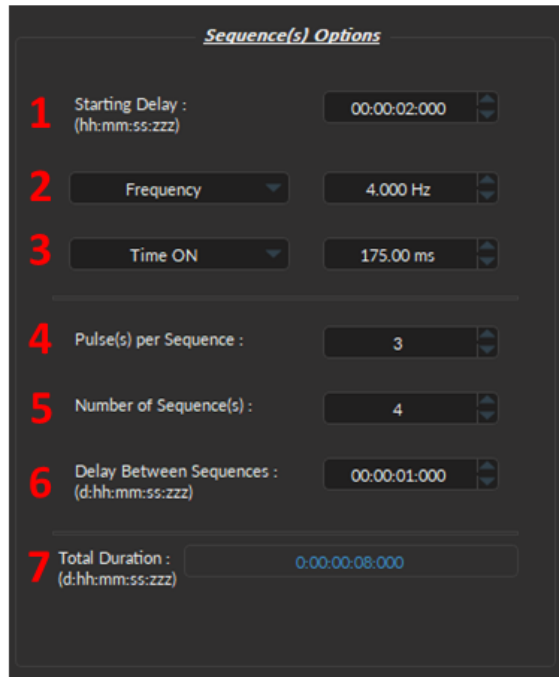 Sequence(s) Options
1 Starting Delay : 00:00:02:000
(hh:mm:ss:zzz)
2 Frequency 4.000 Hz
3 Time ON 175.00 ms
4 Pulse(s) per Sequence : 3
5 Number of Sequence(s) : 4
6 Delay Between Sequences : 00:00:01:000
(d:hh:mm:ss:zzz)
7 Total Duration : 0:00:00:08:000
(d:hh:mm:ss:zzz)